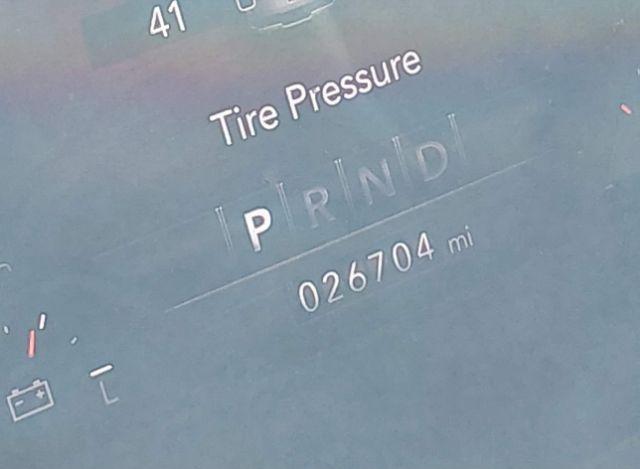 41
Tire Pressure
P R N D
026704 mi
- +
L